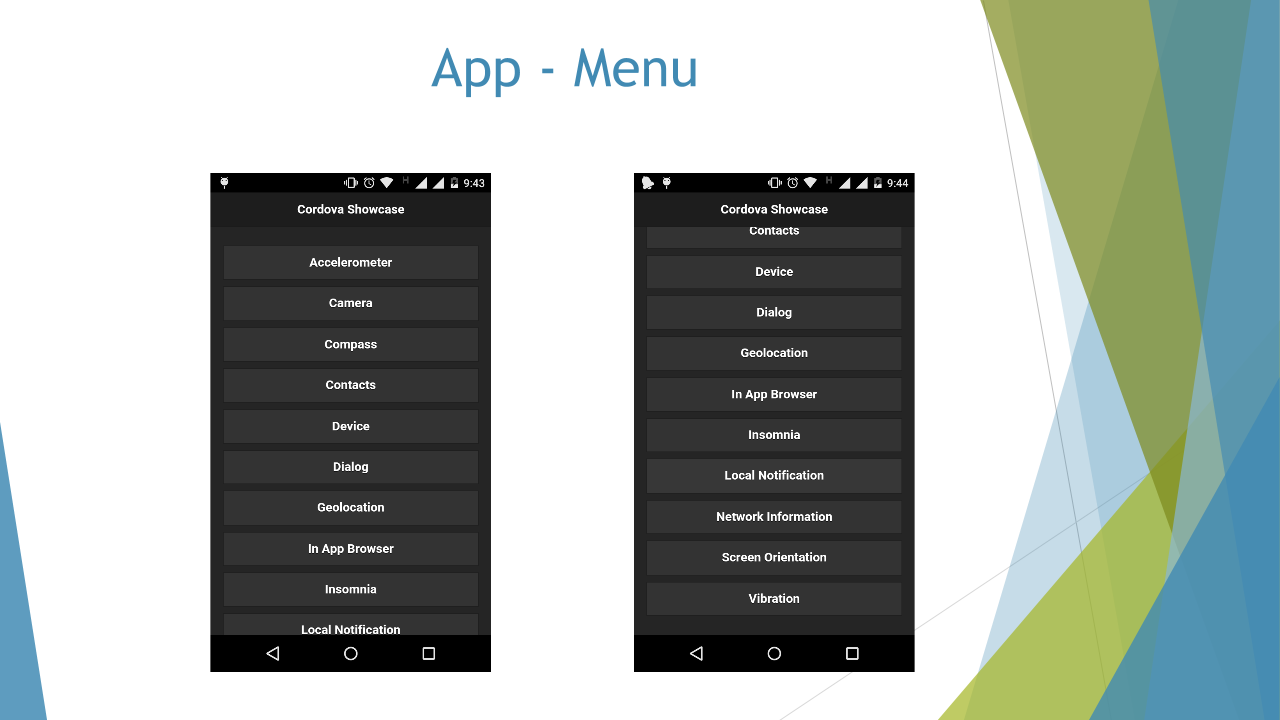 App - Menu
9:43
Cordova Showcase
Accelerometer
Camera
Compass
Contacts
Device
Dialog
Geolocation
In App Browser
Insomnia
Local Notification
H
9:44
Cordova Showcase
Contacts
Device
Dialog
Geolocation
In App Browser
Insomnia
Local Notification
Network Information
Screen Orientation
Vibration
H